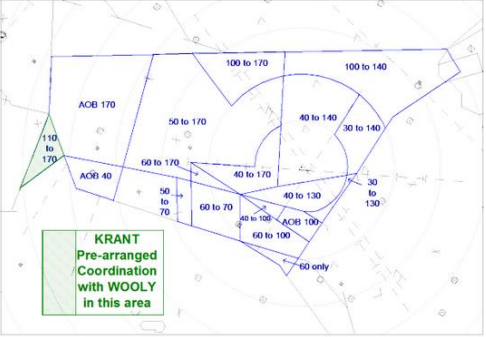 100 to 170
100 to 140
AOB 170
50 to 170
40 to 140
30 to 140
110
to
170
60 to 170
40 to 170
AOB 40
50
to
70
60 to 70
40 to 130
30
to
130
40 to 100
AOB 100
60 to 100
60 only
KRANT
Pre-arranged
Coordination
with WOOLY
in this area